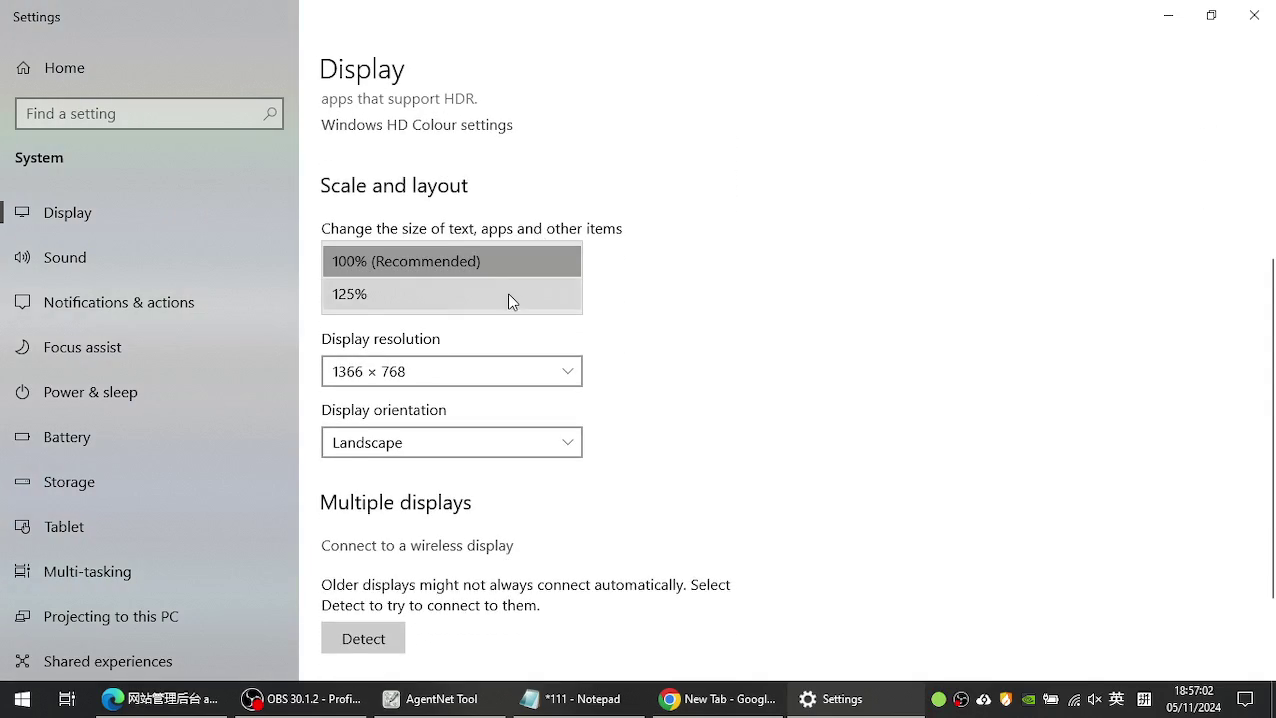 Settings
Home
Find a setting
System
Display
Sound
Notifications & actions
Focus assist
Power & sleep
Battery
Storage
Tablet
Multi-tasking
Projecting to this PC
Shared experiences
Display
apps that support HDR.
Windows HD Colour settings
Scale and layout
Change the size of text, apps and other items
100% (Recommended)
125%
Display resolution
1366 × 768
Display orientation
Landscape
Multiple displays
Connect to a wireless display
Older displays might not always connect automatically. Select
Detect to try to connect to them.
Detect
网站管理后台 a...
OBS 30.1.2 - Profi...
AgentNet Tool
*111 - Notepad
New Tab - Googl...
Settings
英
拼
18:57:02
05/11/2024